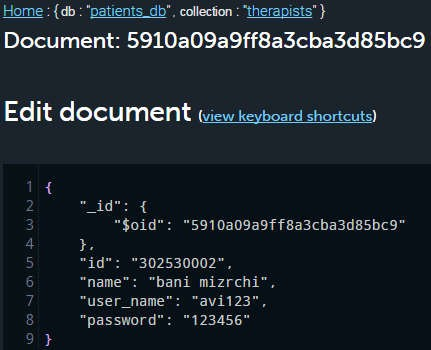 Home : { db : "patients_db", collection : "therapists" }
Document: 5910a09a9ff8a3cba3d85bc9
Edit document (view keyboard shortcuts)
1 {
2 "_id": {
3 "$oid": "5910a09a9ff8a3cba3d85bc9"
4 },
5 "id": "302530002",
6 "name": "bani mizrchi",
7 "user_name": "avi123",
8 "password": "123456"
9 }